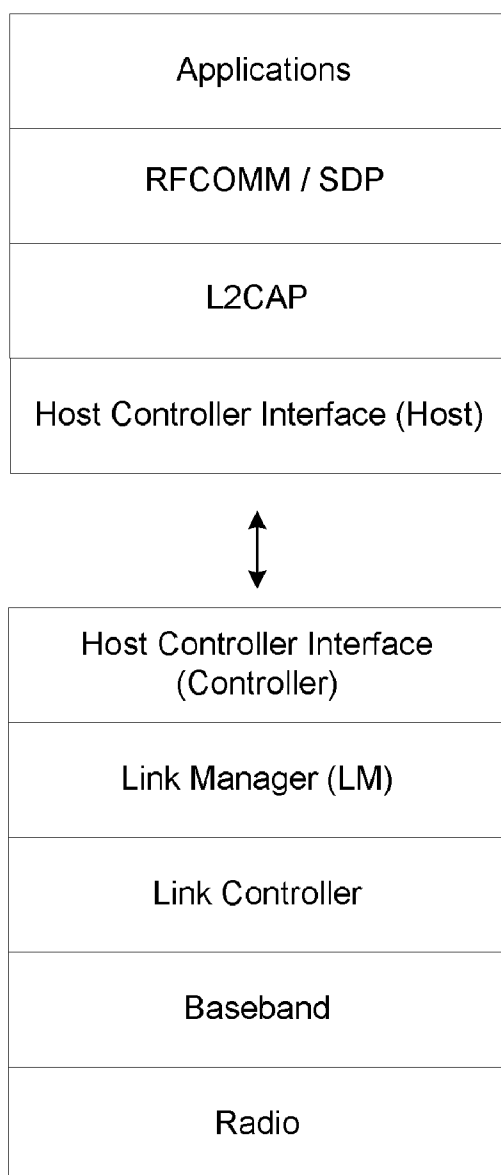 Applications
RFCOMM / SDP
L2CAP
Host Controller Interface (Host)
Host Controller Interface
(Controller)
Link Manager (LM)
Link Controller
Baseband
Radio